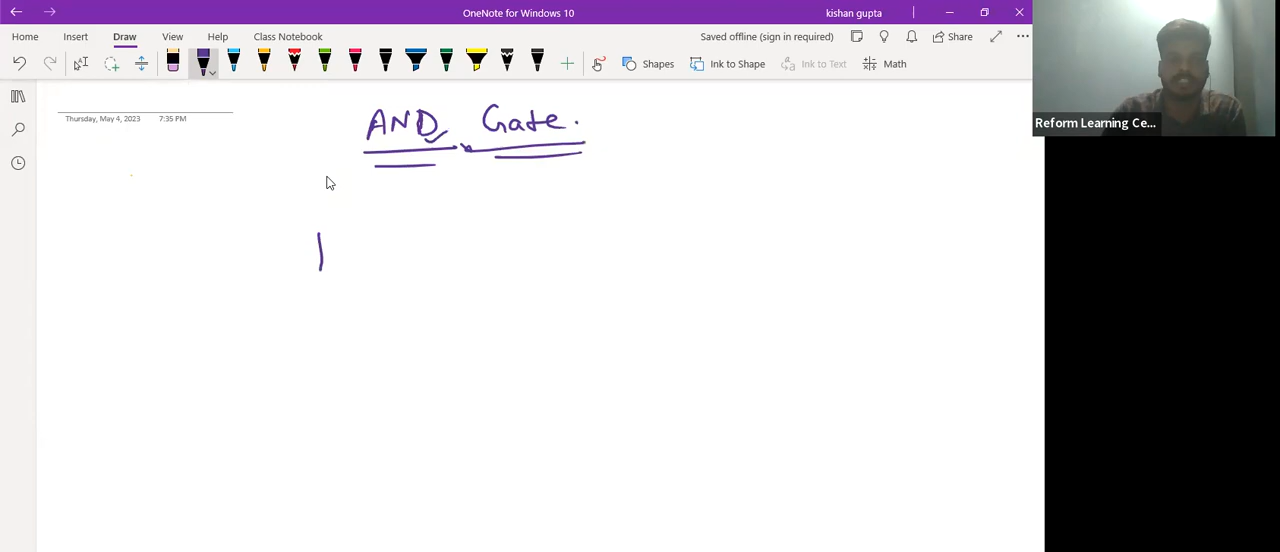 OneNote for Windows 10
kishan gupta
Home Insert Draw View Help Class Notebook
Saved offline (sign in required) Share
Shapes Ink to Shape Ink to Text Math
Reform Learning Ce...
Thursday, May 4, 2023 7:35 PM
AND Gate.